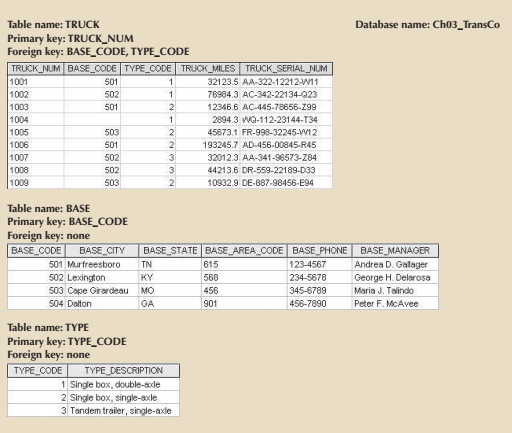 Table name: TRUCK Database name: Ch03_TransCo
Primary key: TRUCK_NUM
Foreign key: BASE_CODE, TYPE_CODE
TRUCK_NUM BASE_CODE TYPE_CODE TRUCK_MILES TRUCK_SERIAL_NUM
1001 501 1 32123.5 AA-322-12212-W11
1002 502 1 76984.3 AC-342-22134-Q23
1003 501 2 12346.6 AC-445-78656-Z99
1004 1 2894.3 WQ-112-23144-T34
1005 503 2 45673.1 FR-998-32245-W12
1006 501 2 193245.7 AD-456-00845-R45
1007 502 3 32012.3 AA-341-96573-Z84
1008 502 3 44213.6 DR-559-22189-D33
1009 503 2 10932.9 DE-887-98456-E94
Table name: BASE
Primary key: BASE_CODE
Foreign key: none
BASE_CODE BASE_CITY BASE_STATE BASE_AREA_CODE BASE_PHONE BASE_MANAGER
501 Murfreesboro TN 615 123-4567 Andrea D. Gallager
502 Lexington KY 568 234-5678 George H. Delarosa
503 Cape Girardeau MO 456 345-6789 Maria J. Talindo
504 Dalton GA 901 456-7890 Peter F. McAvee
Table name: TYPE
Primary key: TYPE_CODE
Foreign key: none
TYPE_CODE TYPE_DESCRIPTION
1 Single box, double-axle
2 Single box, single-axle
3 Tandem trailer, single-axle